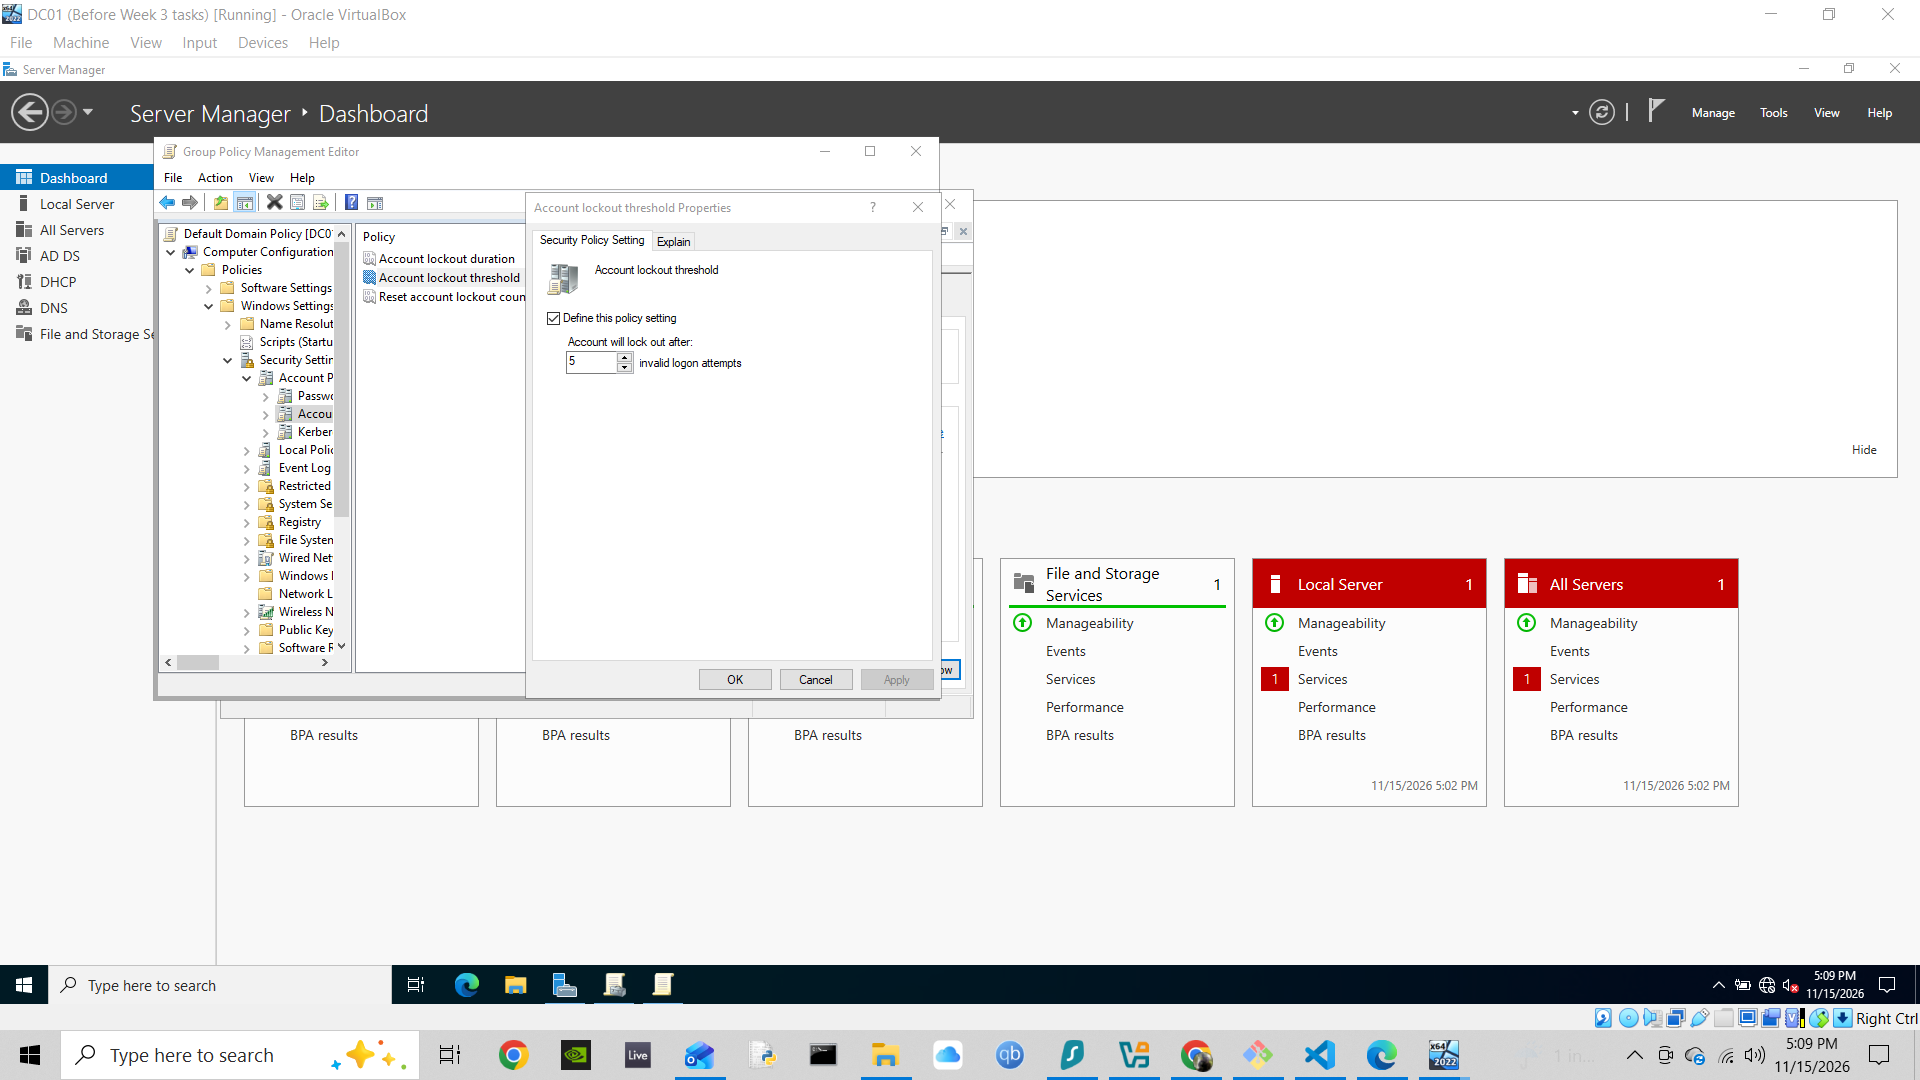 DC01 (Before Week 3 tasks) [Running] - Oracle VirtualBox
File Machine View Input Devices Help
Server Manager
Server Manager Dashboard
Manage Tools View Help
Group Policy Management Editor
File Action View Help
Dashboard
Local Server
All Servers
AD DS
DHCP
DNS
File and Storage Se
Default Domain Policy [DC0
Computer Configuration
Policies
Software Settings
Windows Settings
Name Resolut
Scripts (Startu
Security Settin
Account P
Passwo
Accou
Kerber
Local Polic
Event Log
Restricted
System Se
Registry
File System
Wired Net
Windows
Network L
Wireless N
Public Key
Software R
Policy
Account lockout duration
Account lockout threshold
Reset account lockout coun
Account lockout threshold Properties
?
Security Policy Setting
Explain
Account lockout threshold
Define this policy setting
Account will lock out after:
5 invalid logon attempts
OK Cancel Apply
ow
Hide
BPA results
BPA results
BPA results
File and Storage
Services
1
Manageability
Events
Services
Performance
BPA results
Local Server 1
Manageability
Events
1 Services
Performance
BPA results
11/15/2026 5:02 PM
All Servers 1
Manageability
Events
1 Services
Performance
BPA results
11/15/2026 5:02 PM
Type here to search
5:09 PM
11/15/2026
Right Ctrl
Type here to search
Live
qb
x64
2022
5:09 PM
11/15/2026